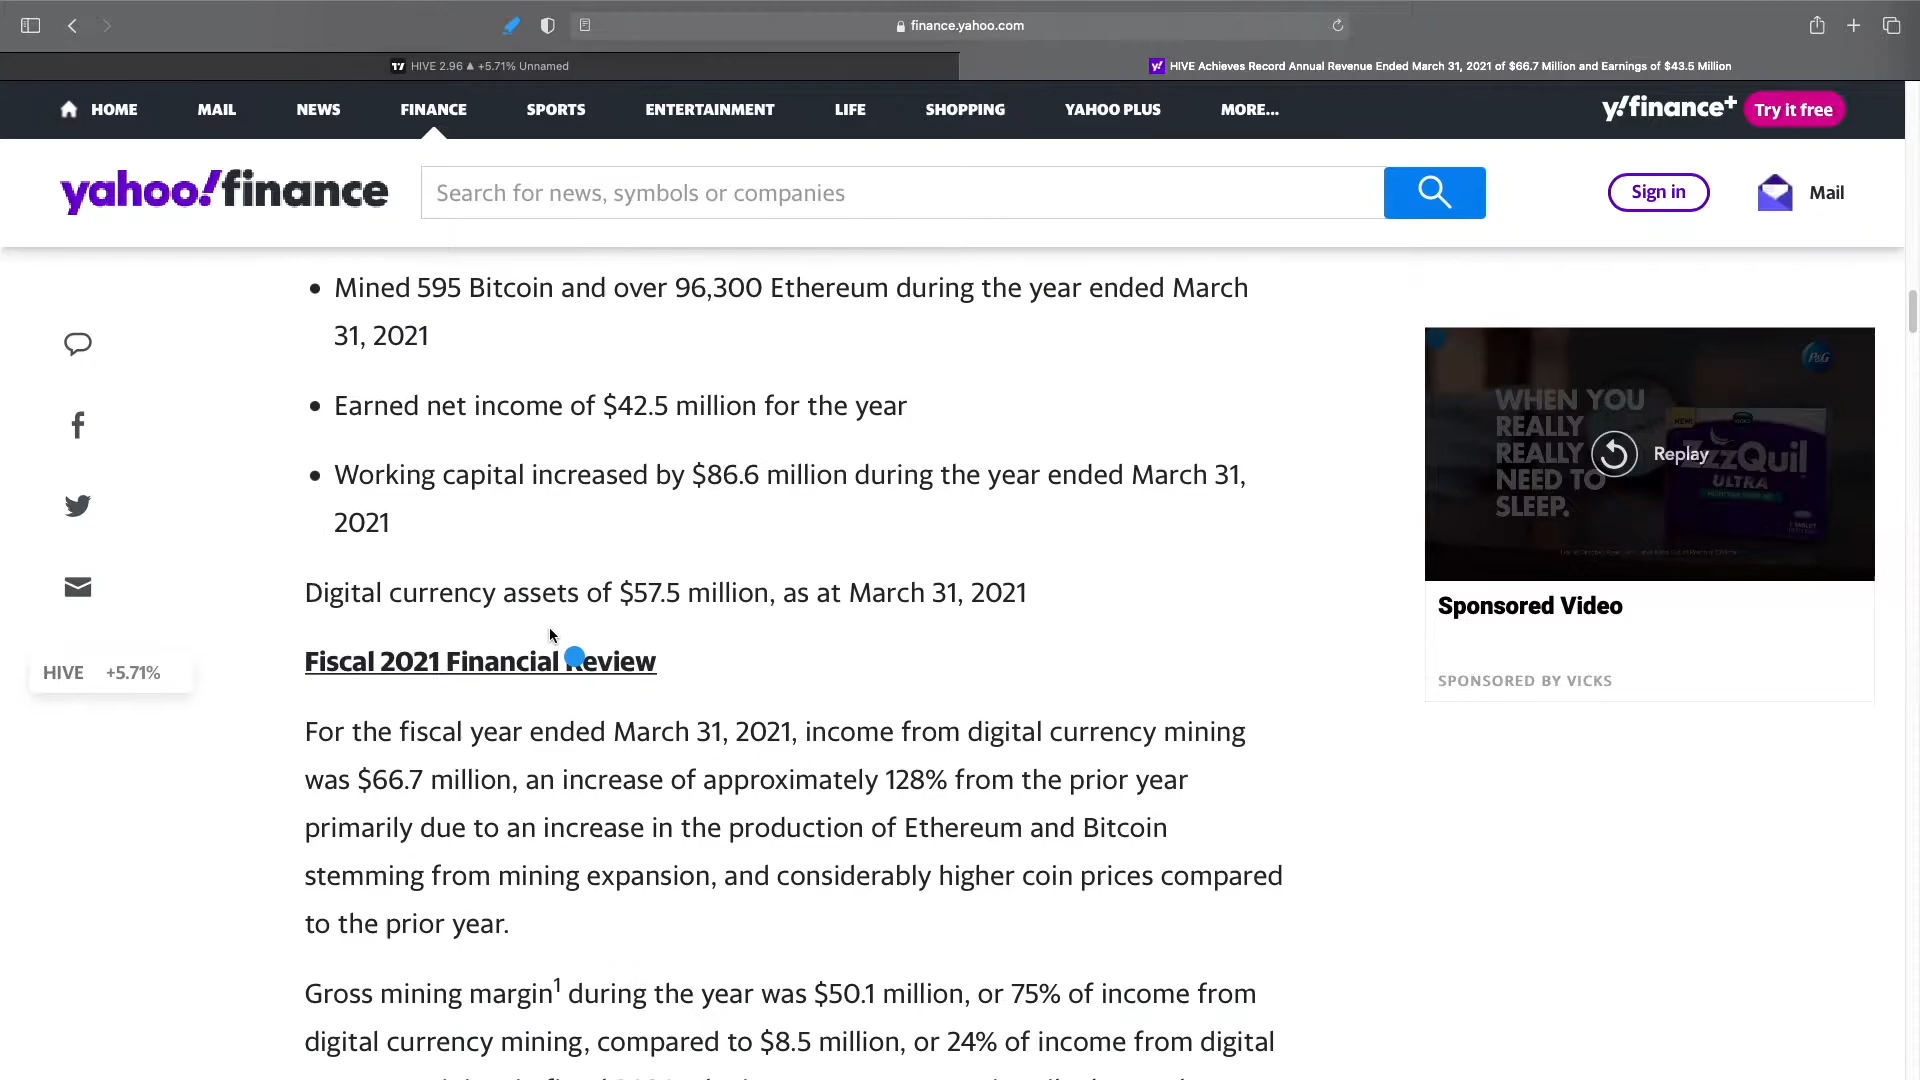 finance.yahoo.com
HIVE 2.96 ▲ +5.71% Unnamed
HIVE Achieves Record Annual Revenue Ended March 31, 2021 of $66.7 Million and Earnings of $43.5 Million
HOME MAIL NEWS FINANCE SPORTS ENTERTAINMENT LIFE SHOPPING YAHOO PLUS MORE...
y!finance+ Try it free
yahoo!finance
Search for news, symbols or companies
Sign in
Mail
• Mined 595 Bitcoin and over 96,300 Ethereum during the year ended March
31, 2021
• Earned net income of $42.5 million for the year
• Working capital increased by $86.6 million during the year ended March 31,
2021
Digital currency assets of $57.5 million, as at March 31, 2021
Fiscal 2021 Financial Review
HIVE +5.71%
For the fiscal year ended March 31, 2021, income from digital currency mining
was $66.7 million, an increase of approximately 128% from the prior year
primarily due to an increase in the production of Ethereum and Bitcoin
stemming from mining expansion, and considerably higher coin prices compared
to the prior year.
Gross mining margin¹ during the year was $50.1 million, or 75% of income from
digital currency mining, compared to $8.5 million, or 24% of income from digital
P&G
WHEN YOU
REALLY
REALLY
NEED TO
SLEEP.
Replay
ZzzQuil
ULTRA
Sponsored Video
SPONSORED BY VICKS